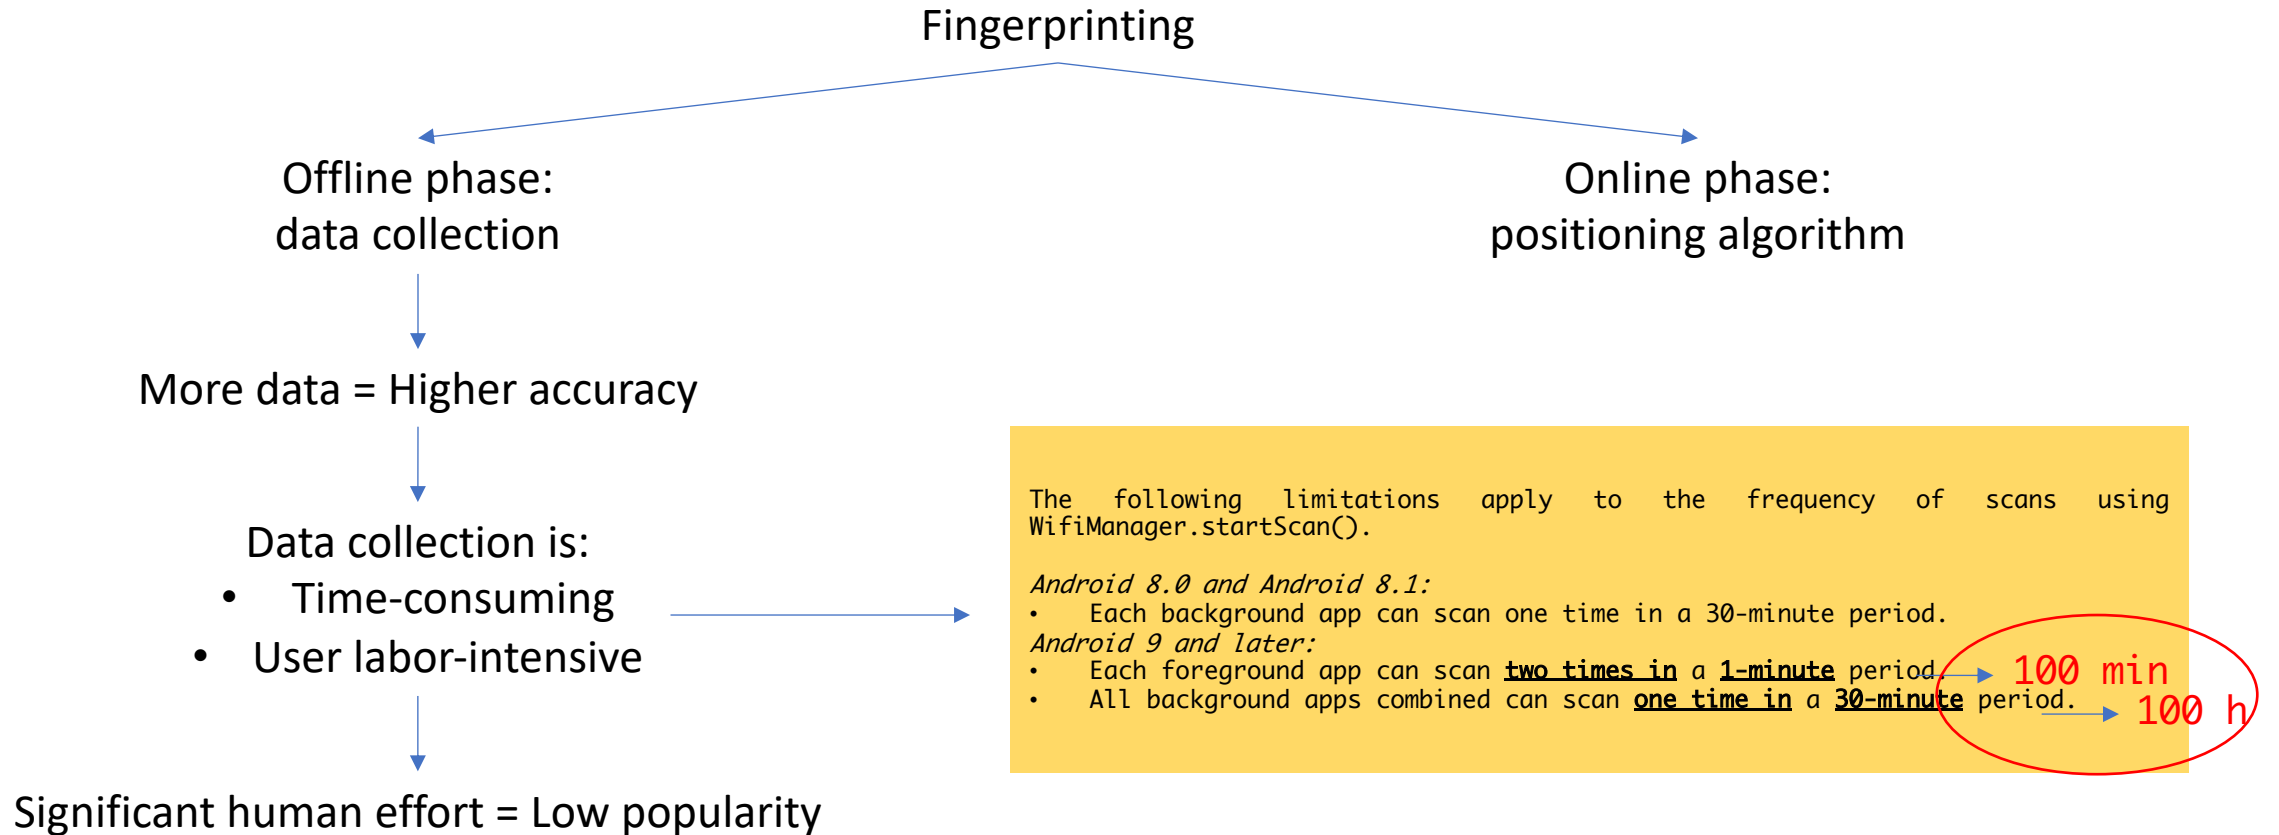 Fingerprinting
Offline phase:
data collection
Online phase:
positioning algorithm
More data = Higher accuracy
Data collection is:
• Time-consuming
• User labor-intensive
Significant human effort = Low popularity
The following limitations apply to the frequency of scans using
WifiManager.startScan().
Android 8.0 and Android 8.1:
• Each background app can scan one time in a 30-minute period.
Android 9 and later:
• Each foreground app can scan two times in a 1-minute period.
• All background apps combined can scan one time in a 30-minute period.
100 min
100 h